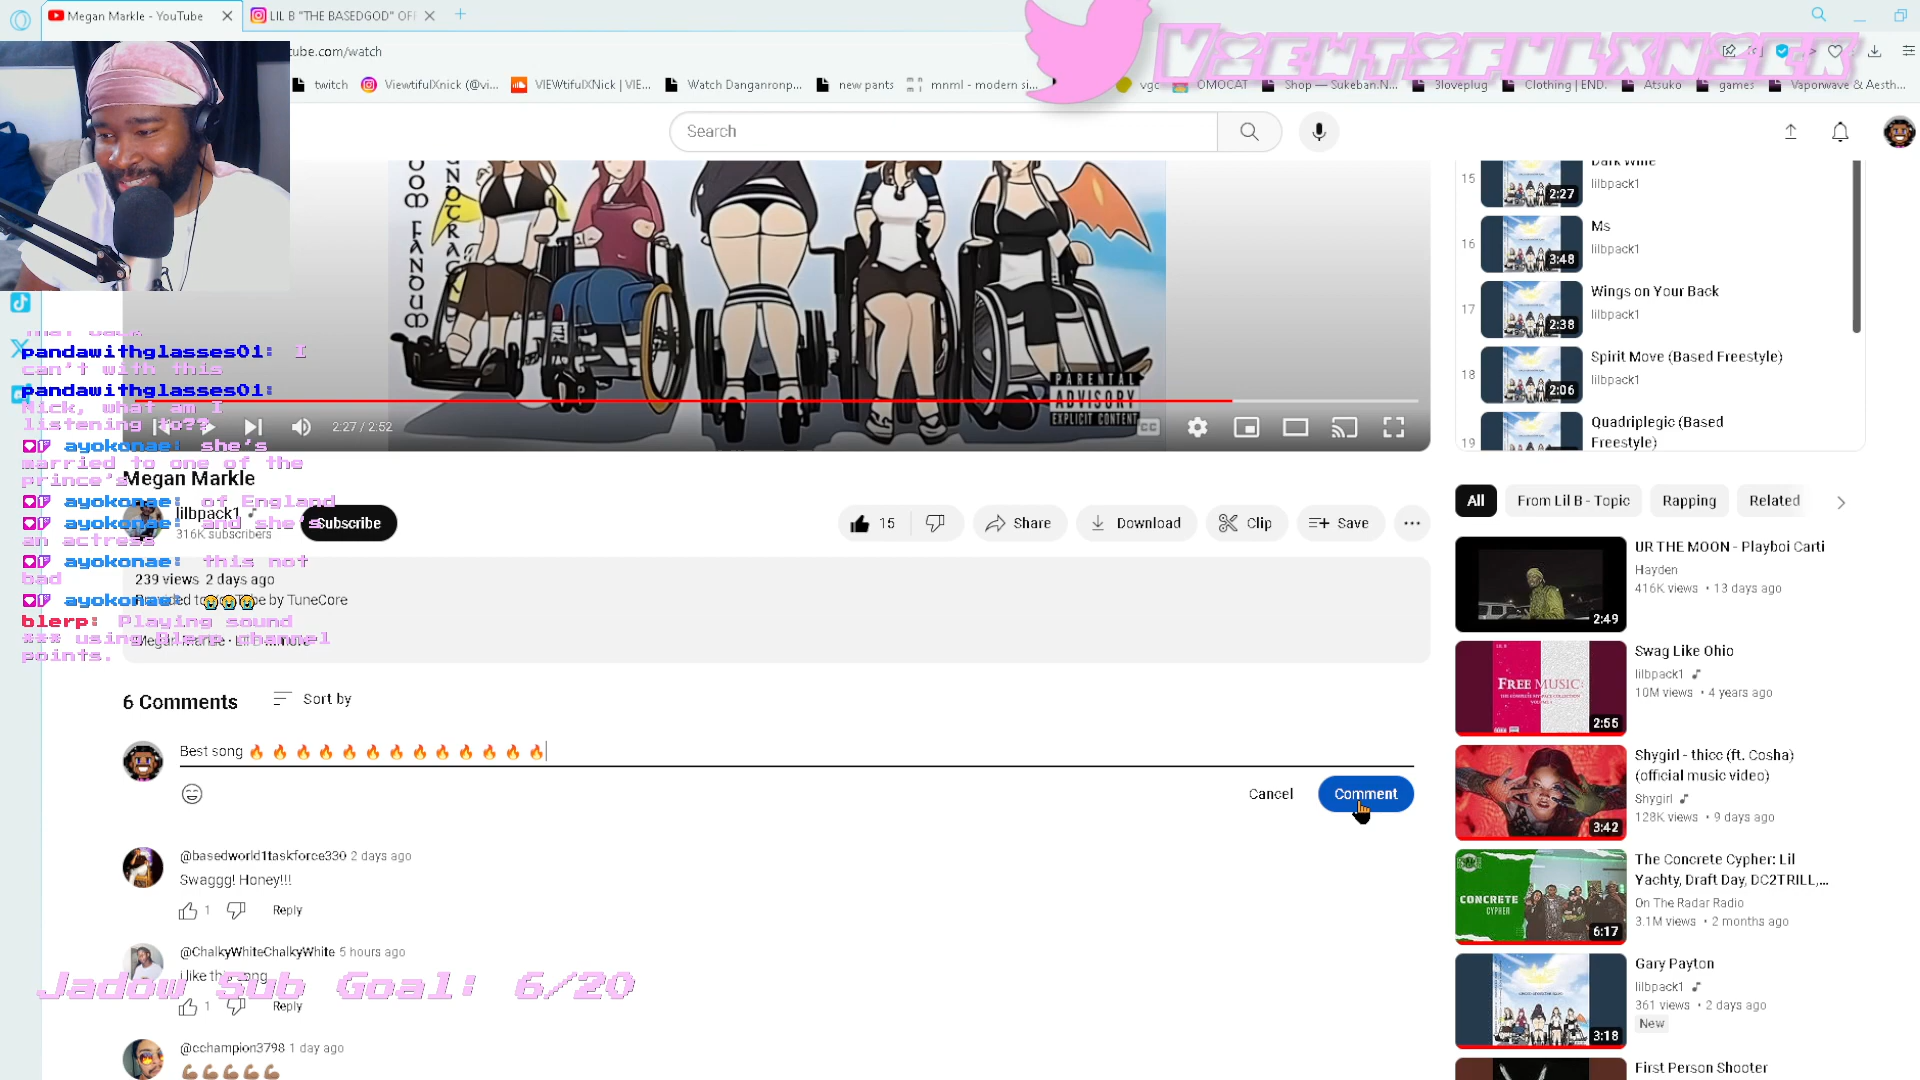 Megan Markle - YouTube
LIL B "THE BASEDGOD" OFF
ube.com/watch
twitch
ViewtifulXnick (@vi...
VIEWtifulXNick | VIE...
Watch Danganronp...
new pants
mnml - modern si...
vgc
OMOCAT
Shop — Sukeban.N...
3loveplug
Clothing | END.
Atsuko
games
Vaporwave & Aesth...
ViewtifulxNick
Search
PARENTAL
ADVISORY
EXPLICIT CONTENT
2:27 / 2:52
CC
Megan Markle
lilbpack1
316K subscribers
Subscribe
15
Share
Download
Clip
Save
239 views 2 days ago
Provided to YouTube by TuneCore
...more
pandawithglasses01: I
can't with this
pandawithglasses01:
Nick, what am I
listening to??
ayokonae: she's
married to one of the
prince's
ayokonae: of England
ayokonae: and she's
an actress
ayokonae: this not
bad
ayokonae: 😭😭😭
blerp: Playing sound
*** using Blerp channel
points.
6 Comments
Sort by
Best song 🔥 🔥 🔥 🔥 🔥 🔥 🔥 🔥 🔥 🔥 🔥 🔥 🔥
Cancel
Comment
@basedworld1taskforce330 2 days ago
Swaggg! Honey!!!
1
Reply
@ChalkyWhiteChalkyWhite 5 hours ago
i like this song
1
Reply
Jadow Sub Goal: 6/20
@cchampion3798 1 day ago
💪🏽💪🏽💪🏽💪🏽💪🏽
15
Dark Wine
lilbpack1
2:27
16
Ms
lilbpack1
3:48
17
Wings on Your Back
lilbpack1
2:38
18
Spirit Move (Based Freestyle)
lilbpack1
2:06
19
Quadriplegic (Based
Freestyle)
All
From Lil B - Topic
Rapping
Related
UR THE MOON - Playboi Carti
Hayden
416K views • 13 days ago
2:49
Swag Like Ohio
lilbpack1
10M views • 4 years ago
FREE MUSIC:
2:55
Shygirl - thicc (ft. Cosha)
(official music video)
Shygirl
128K views • 9 days ago
3:42
The Concrete Cypher: Lil
Yachty, Draft Day, DC2TRILL,...
On The Radar Radio
3.1M views • 2 months ago
CONCRETE
CYPHER
6:17
Gary Payton
lilbpack1
361 views • 2 days ago
New
3:18
First Person Shooter